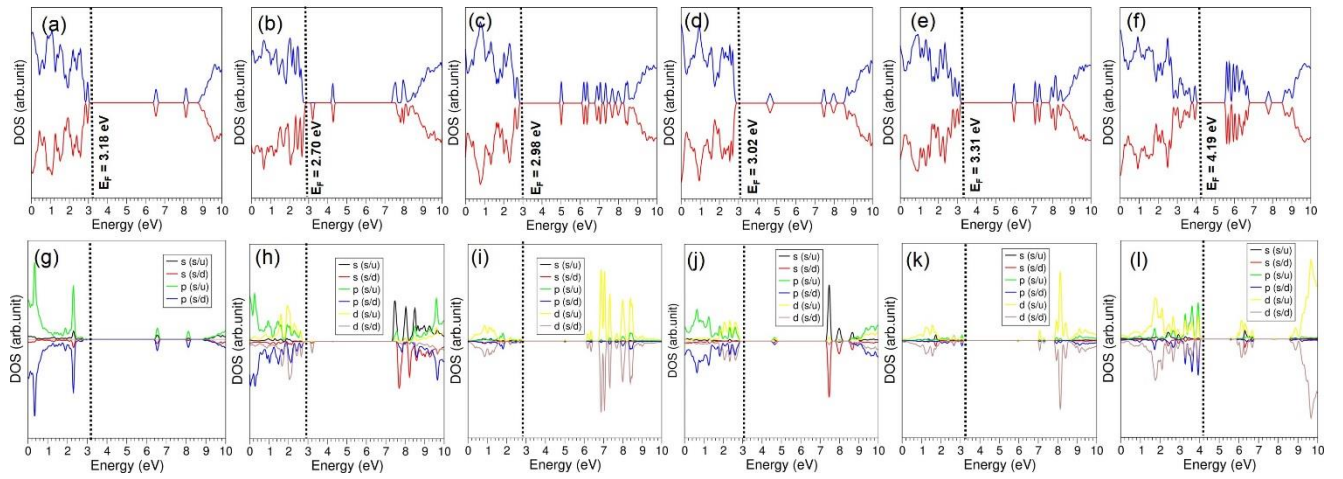 (a)
DOS (arb.unit)
E_F = 3.18 eV
0 1 2 3 4 5 6 7 8 9 10
Energy (eV)
(b)
DOS (arb.unit)
E_F = 2.70 eV
0 1 2 3 4 5 6 7 8 9 10
Energy (eV)
(c)
DOS (arb.unit)
E_F = 2.98 eV
0 1 2 3 4 5 6 7 8 9 10
Energy (eV)
(d)
DOS (arb.unit)
E_F = 3.02 eV
0 1 2 3 4 5 6 7 8 9 10
Energy (eV)
(e)
DOS (arb.unit)
E_F = 3.31 eV
0 1 2 3 4 5 6 7 8 9 10
Energy (eV)
(f)
DOS (arb.unit)
E_F = 4.19 eV
0 1 2 3 4 5 6 7 8 9 10
Energy (eV)
(g)
s (s/u)
s (s/d)
p (s/u)
p (s/d)
DOS (arb.unit)
0 1 2 3 4 5 6 7 8 9 10
Energy (eV)
(h)
s (s/u)
s (s/d)
p (s/u)
p (s/d)
d (s/u)
d (s/d)
DOS (arb.unit)
0 1 2 3 4 5 6 7 8 9 10
Energy (eV)
(i)
s (s/u)
s (s/d)
p (s/u)
p (s/d)
d (s/u)
d (s/d)
DOS (arb.unit)
0 1 2 3 4 5 6 7 8 9 10
Energy (eV)
(j)
s (s/u)
s (s/d)
p (s/u)
p (s/d)
d (s/u)
d (s/d)
DOS (arb.unit)
0 1 2 3 4 5 6 7 8 9 10
Energy (eV)
(k)
s (s/u)
s (s/d)
p (s/u)
p (s/d)
d (s/u)
d (s/d)
DOS (arb.unit)
0 1 2 3 4 5 6 7 8 9 10
Energy (eV)
(l)
s (s/u)
s (s/d)
p (s/u)
p (s/d)
d (s/u)
d (s/d)
DOS (arb.unit)
0 1 2 3 4 5 6 7 8 9 10
Energy (eV)